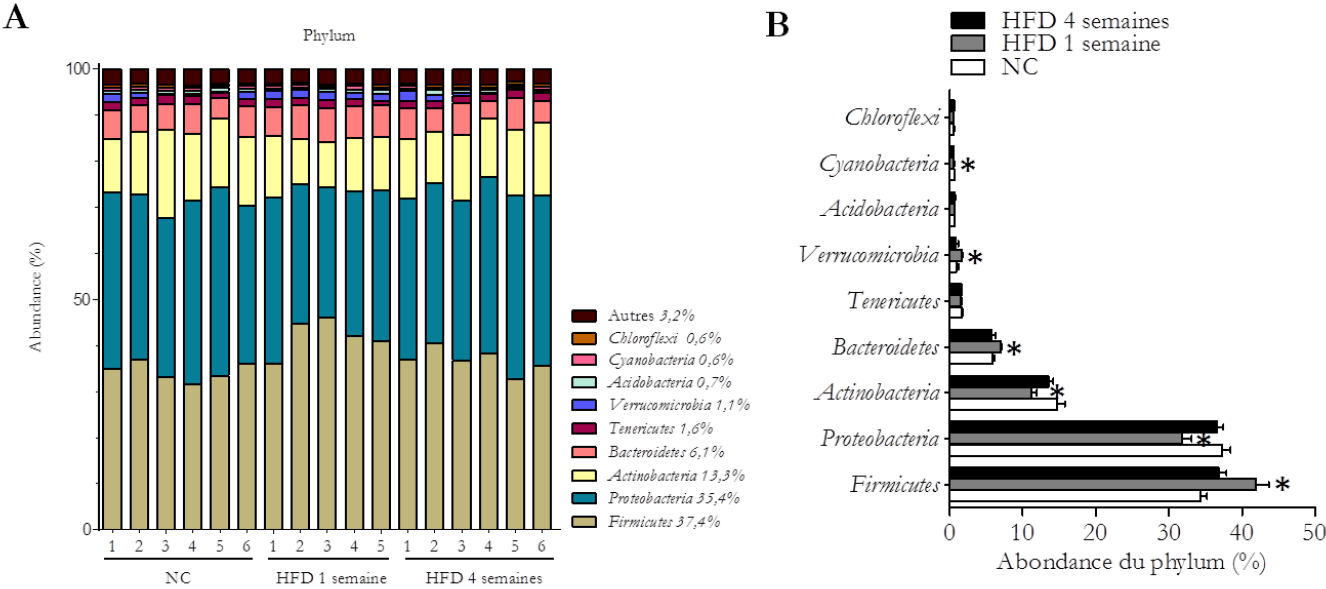 A
Phylum
Abundance (%)
100
50
0
1 2 3 4 5 6 1 2 3 4 5 1 2 3 4 5 6
NC HFD 1 semaine HFD 4 semaines
Autres 3,2%
Chloroflexi 0,6%
Cyanobacteria 0,6%
Acidobacteria 0,7%
Verrucomicrobia 1,1%
Tenericutes 1,6%
Bacteroidetes 6,1%
Actinobacteria 13,3%
Proteobacteria 35,4%
Firmicutes 37,4%
B
HFD 4 semaines
HFD 1 semaine
NC
Chloroflexi
Cyanobacteria *
Acidobacteria
Verrucomicrobia *
Tenericutes
Bacteroidetes *
Actinobacteria *
Proteobacteria *
Firmicutes *
0 10 20 30 40 50
Abondance du phylum (%)